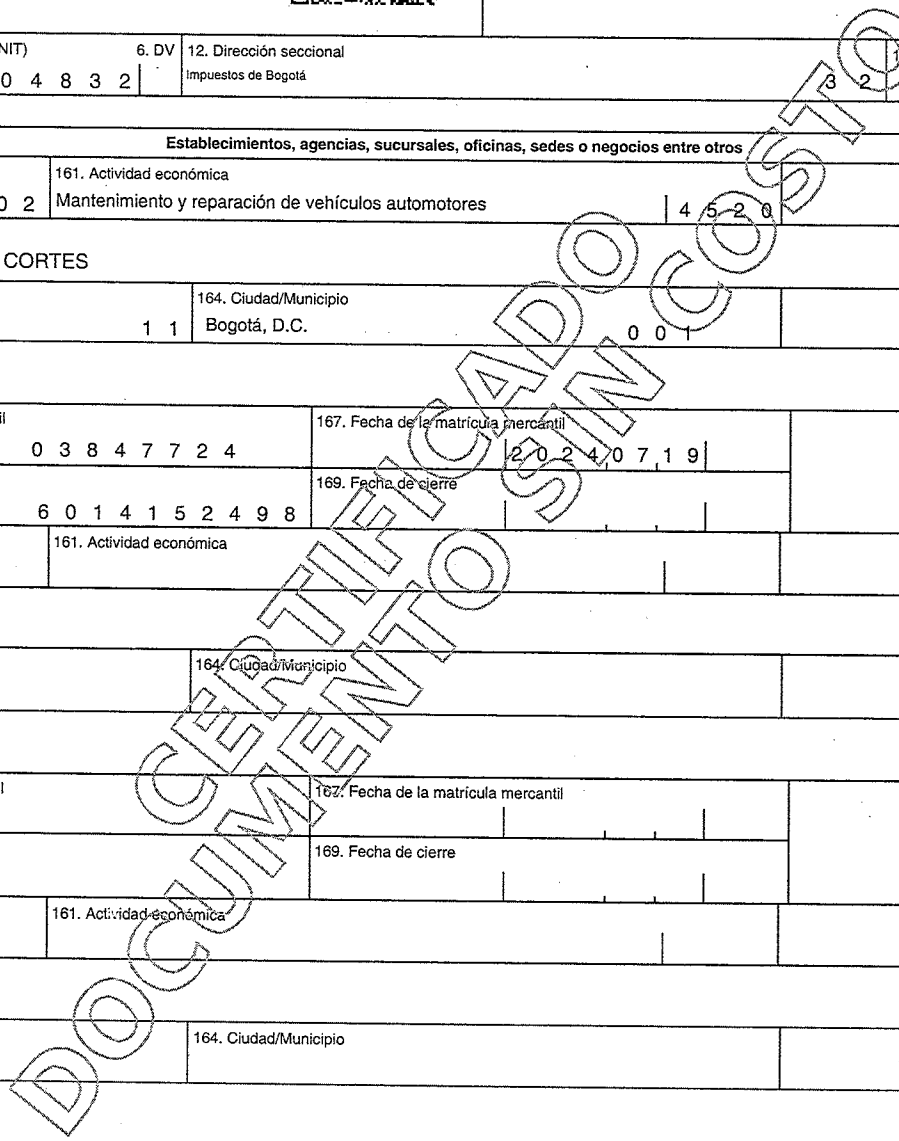 NIT) 6. DV 12. Dirección seccional
0 4 8 3 2 Impuestos de Bogotá 3 2
Establecimientos, agencias, sucursales, oficinas, sedes o negocios entre otros
161. Actividad económica
0 2 Mantenimiento y reparación de vehículos automotores 4 5 2 0
CORTES
164. Ciudad/Municipio
1 1 Bogotá, D.C. 0 0 1
167. Fecha de la matrícula mercantil
0 3 8 4 7 7 2 4 2 0 2 4 0 7 1 9
169. Fecha de cierre
6 0 1 4 1 5 2 4 9 8
161. Actividad económica
164. Ciudad/Municipio
167. Fecha de la matrícula mercantil
169. Fecha de cierre
161. Actividad económica
164. Ciudad/Municipio
CERTIFICADO
DOCUMENTO SIN COSTO